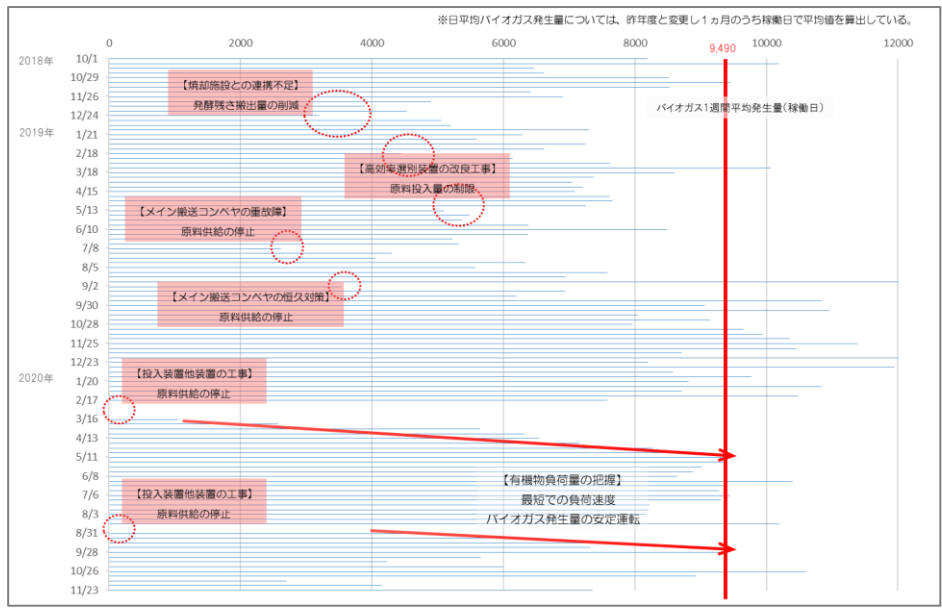 ※日平均バイオガス発生量については、昨年度と変更し1ヵ月のうち稼働日で平均値を算出している。
0 2000 4000 6000 8000 9,490 10000 12000
2018年 10/1
10/29
【焼却施設との連携不足】
11/26
発酵残さ搬出量の削減
バイオガス1週間平均発生量(稼働日)
12/24
2019年 1/21
2/18
【高効率選別装置の改良工事】
3/18
原料投入量の制限
4/15
【メイン搬送コンベヤの重故障】
5/13
原料供給の停止
6/10
7/8
8/5
9/2
【メイン搬送コンベヤの恒久対策】
9/30
原料供給の停止
10/28
11/25
12/23
【投入装置他装置の工事】
2020年 1/20
原料供給の停止
2/17
3/16
4/13
5/11
6/8
【有機物負荷量の把握】
【投入装置他装置の工事】
7/6
最短での負荷速度
原料供給の停止
8/3
バイオガス発生量の安定運転
8/31
9/28
10/26
11/23